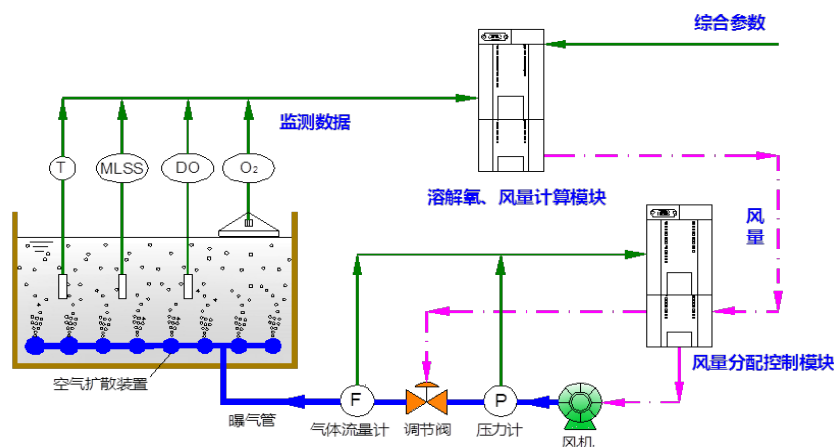 综合参数
监测数据
T
MLSS
DO
O₂
溶解氧、风量计算模块
风量
空气扩散装置
风量分配控制模块
F
P
曝气管
气体流量计
调节阀
压力计
风机